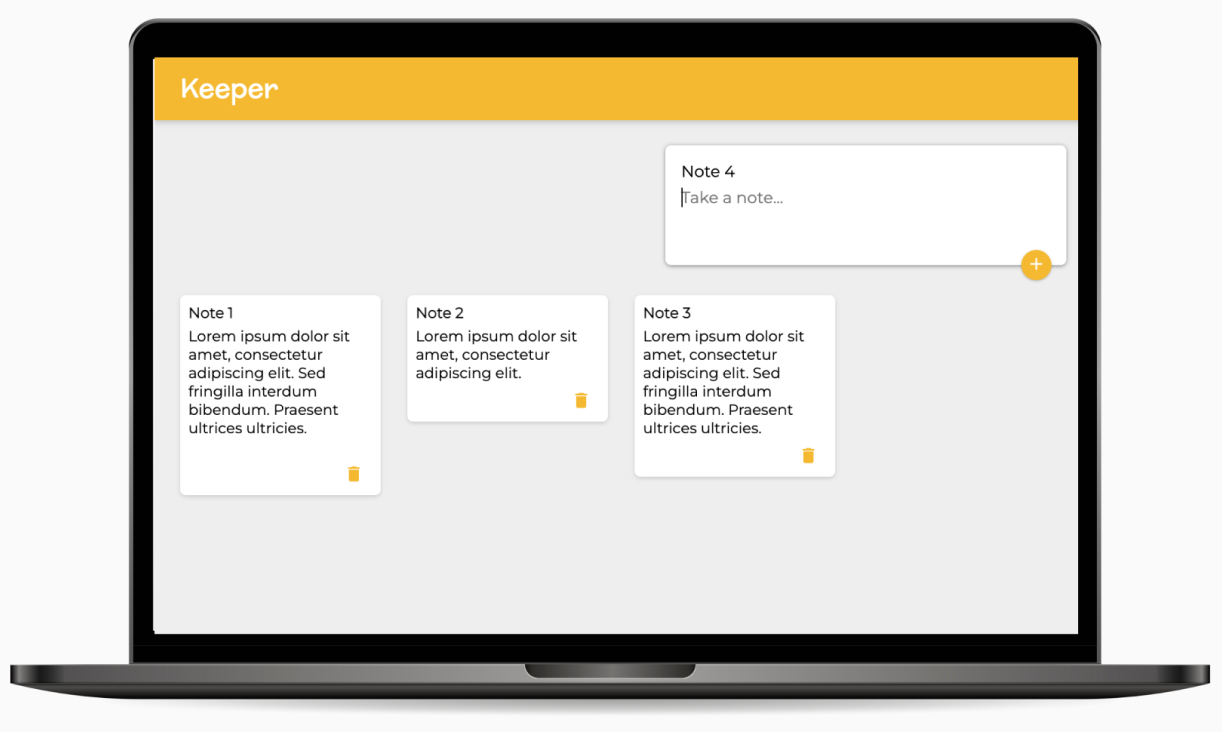 Keeper
Note 4
Take a note...
+
Note 1
Lorem ipsum dolor sit
amet, consectetur
adipiscing elit. Sed
fringilla interdum
bibendum. Praesent
ultrices ultricies.
Note 2
Lorem ipsum dolor sit
amet, consectetur
adipiscing elit.
Note 3
Lorem ipsum dolor sit
amet, consectetur
adipiscing elit. Sed
fringilla interdum
bibendum. Praesent
ultrices ultricies.